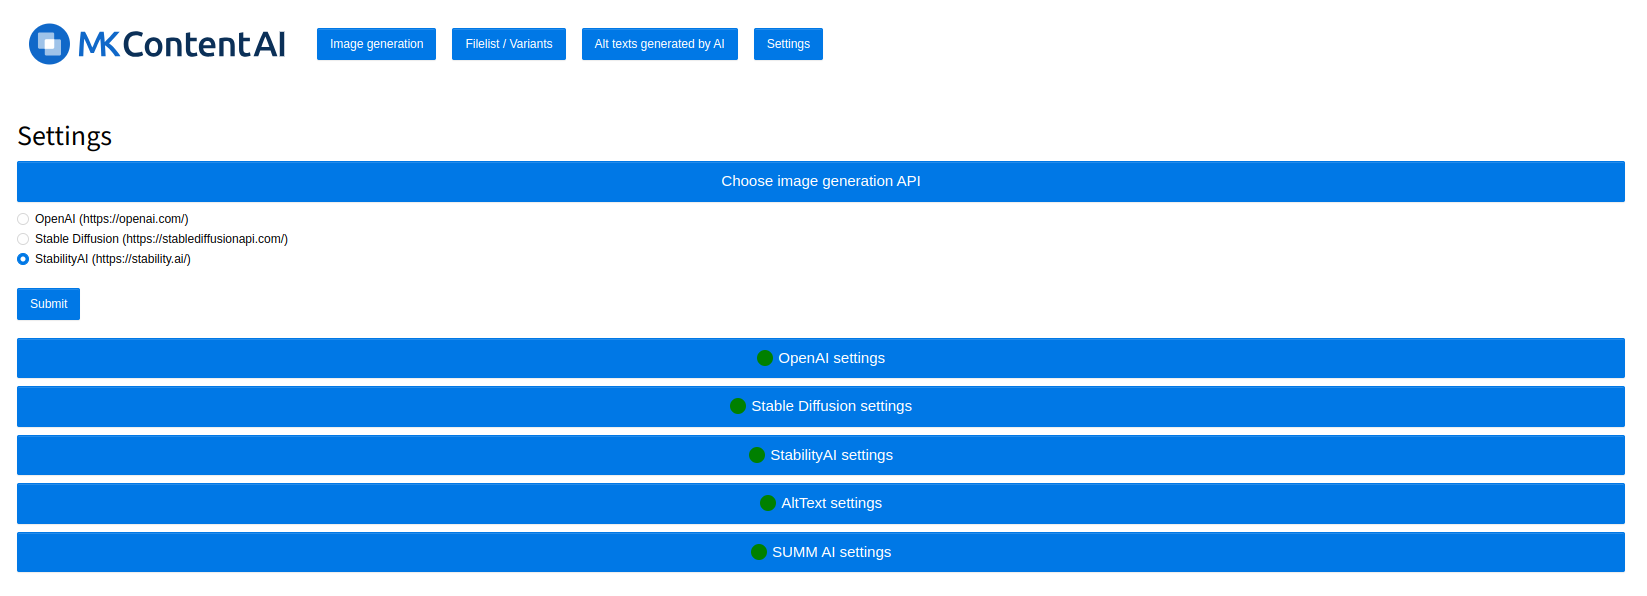 MKContentAI
Image generation
Filelist / Variants
Alt texts generated by AI
Settings
Settings
Choose image generation API
OpenAI (https://openai.com/)
Stable Diffusion (https://stablediffusionapi.com/)
StabilityAI (https://stability.ai/)
Submit
OpenAI settings
Stable Diffusion settings
StabilityAI settings
AltText settings
SUMM AI settings